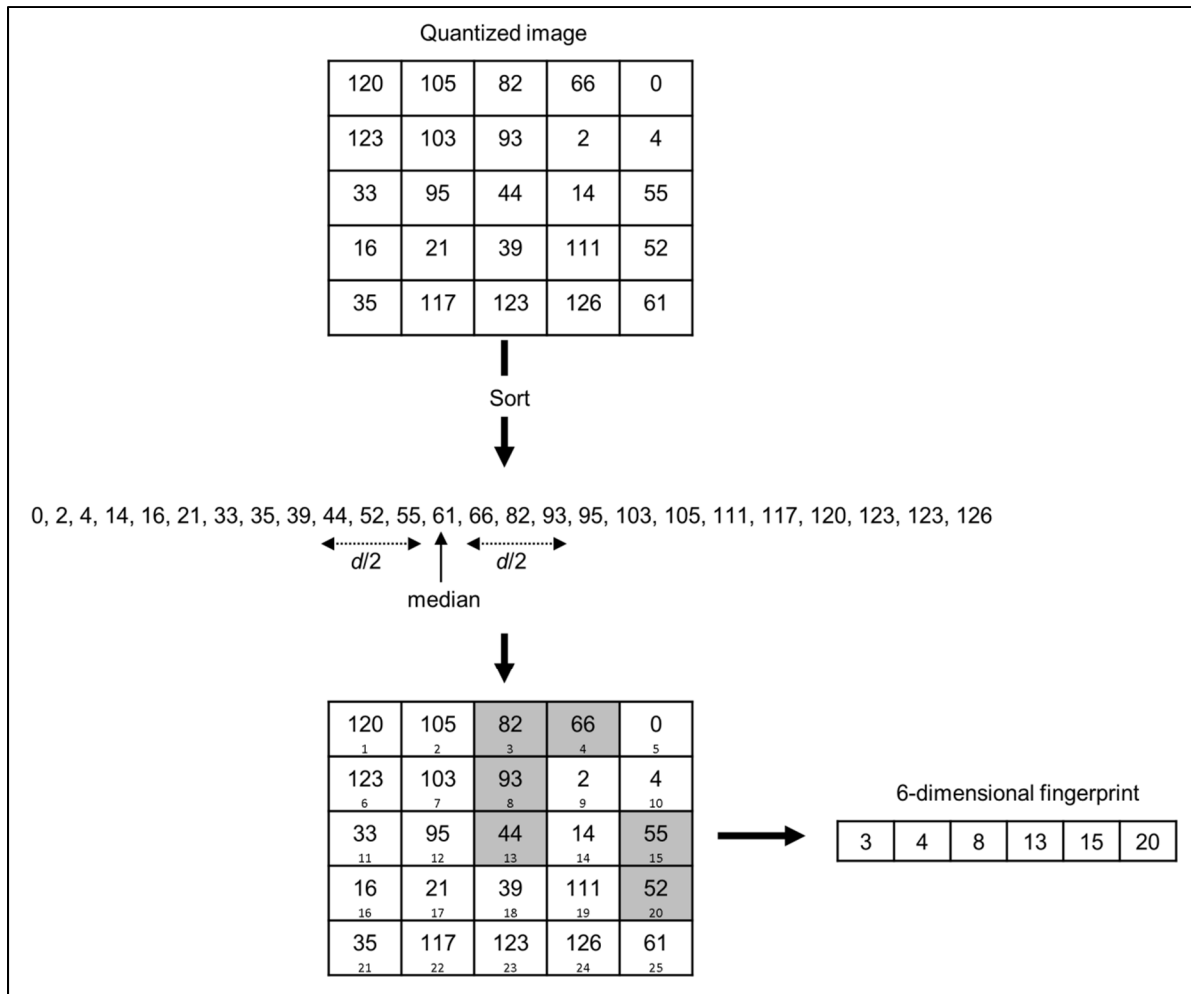 Quantized image
120 105 82 66 0
123 103 93 2 4
33 95 44 14 55
16 21 39 111 52
35 117 123 126 61
Sort
0, 2, 4, 14, 16, 21, 33, 35, 39, 44, 52, 55, 61, 66, 82, 93, 95, 103, 105, 111, 117, 120, 123, 123, 126
d/2 d/2
median
120 105 82 66 0
1 2 3 4 5
123 103 93 2 4
6 7 8 9 10
6-dimensional fingerprint
33 95 44 14 55
11 12 13 14 15
3 4 8 13 15 20
16 21 39 111 52
16 17 18 19 20
35 117 123 126 61
21 22 23 24 25